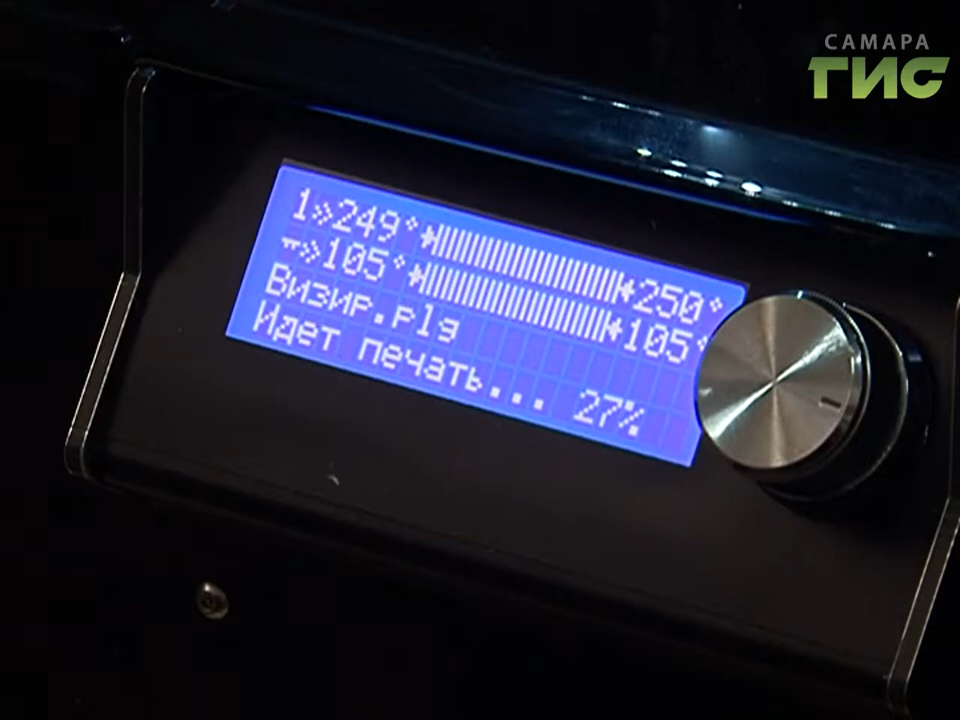 САМАРА
ГИС
1»249° 250°
»105° 105°
Визир.plg
Идет печать... 27%